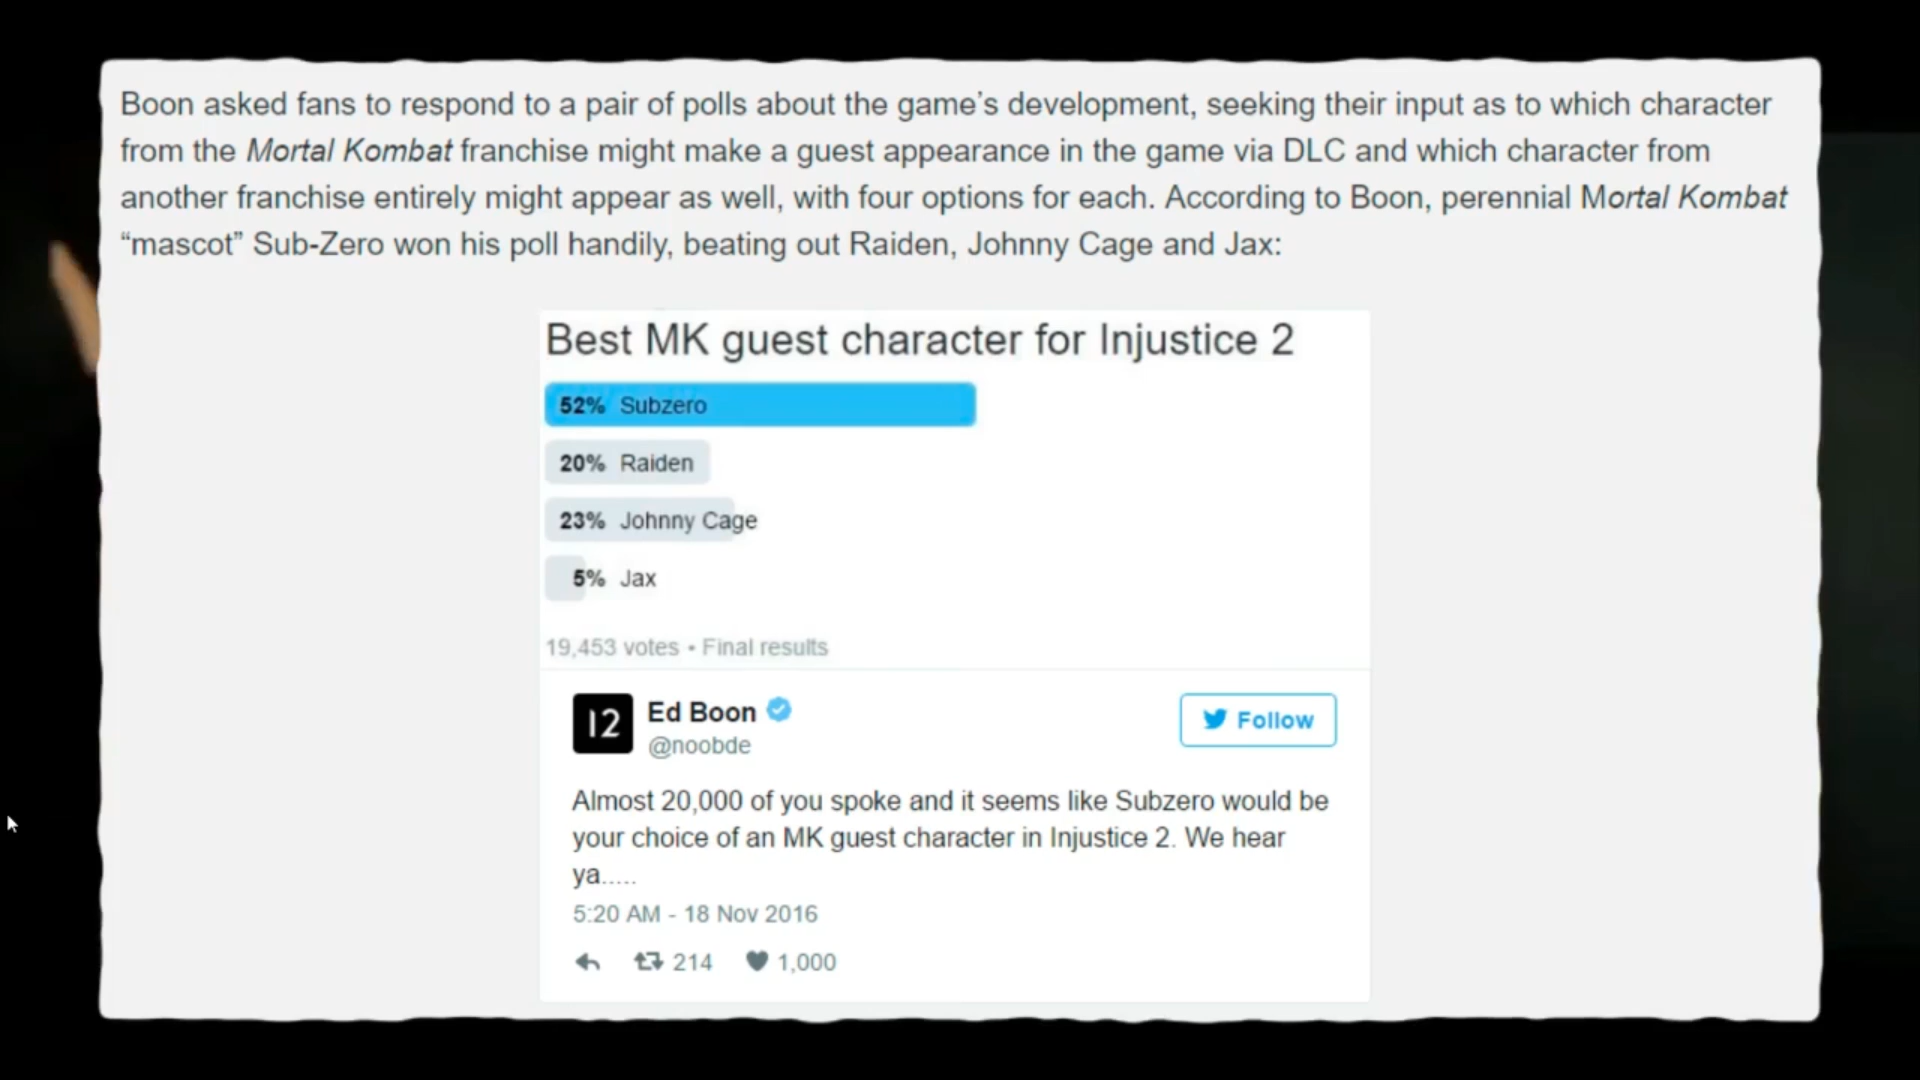 Boon asked fans to respond to a pair of polls about the game’s development, seeking their input as to which character
from the Mortal Kombat franchise might make a guest appearance in the game via DLC and which character from
another franchise entirely might appear as well, with four options for each. According to Boon, perennial Mortal Kombat
“mascot” Sub-Zero won his poll handily, beating out Raiden, Johnny Cage and Jax:
Best MK guest character for Injustice 2
52% Subzero
20% Raiden
23% Johnny Cage
5% Jax
19,453 votes • Final results
12
Ed Boon
@noobde
Follow
Almost 20,000 of you spoke and it seems like Subzero would be
your choice of an MK guest character in Injustice 2. We hear
ya.....
5:20 AM - 18 Nov 2016
214 1,000